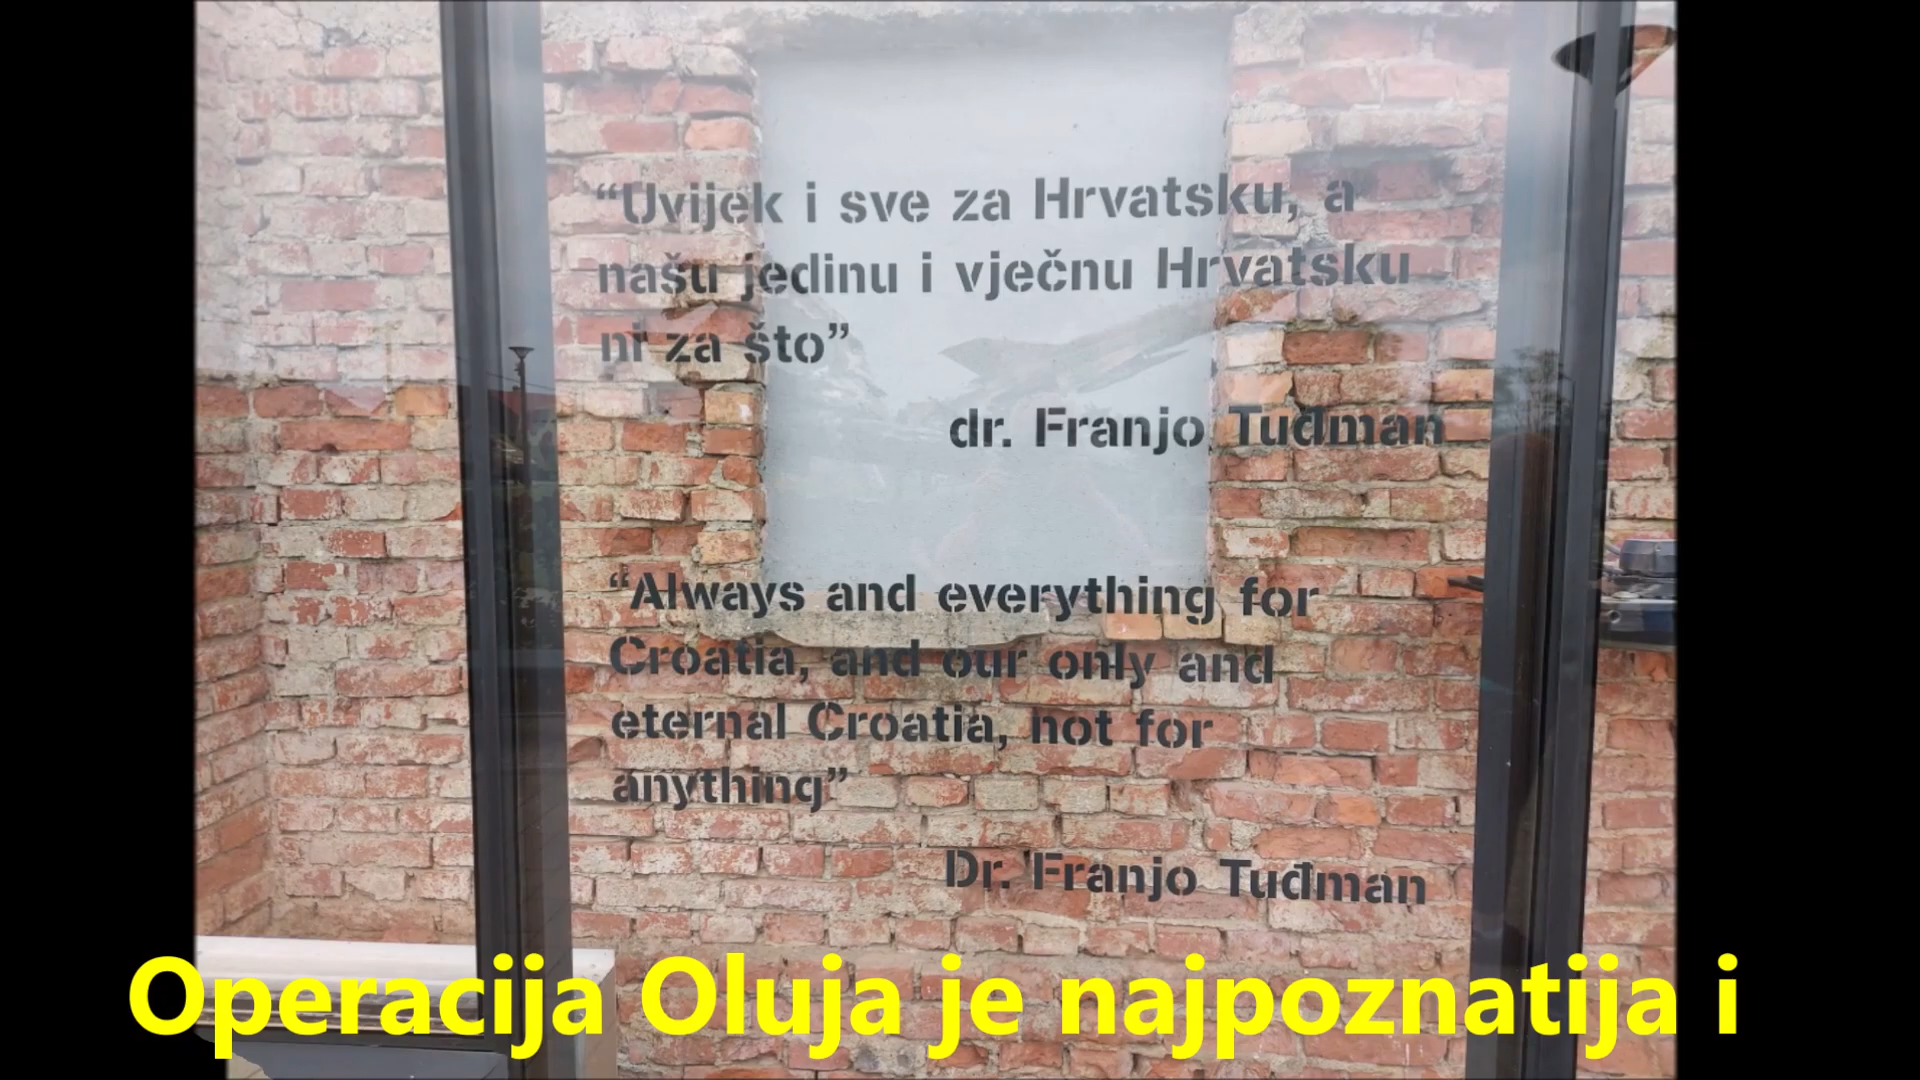 “Uvijek i sve za Hrvatsku, a
našu jedinu i vječnu Hrvatsku
ni za što”
dr. Franjo Tuđman
“Always and everything for
Croatia, and our only and
eternal Croatia, not for
anything”
Dr. Franjo Tuđman
Operacija Oluja je najpoznatija i